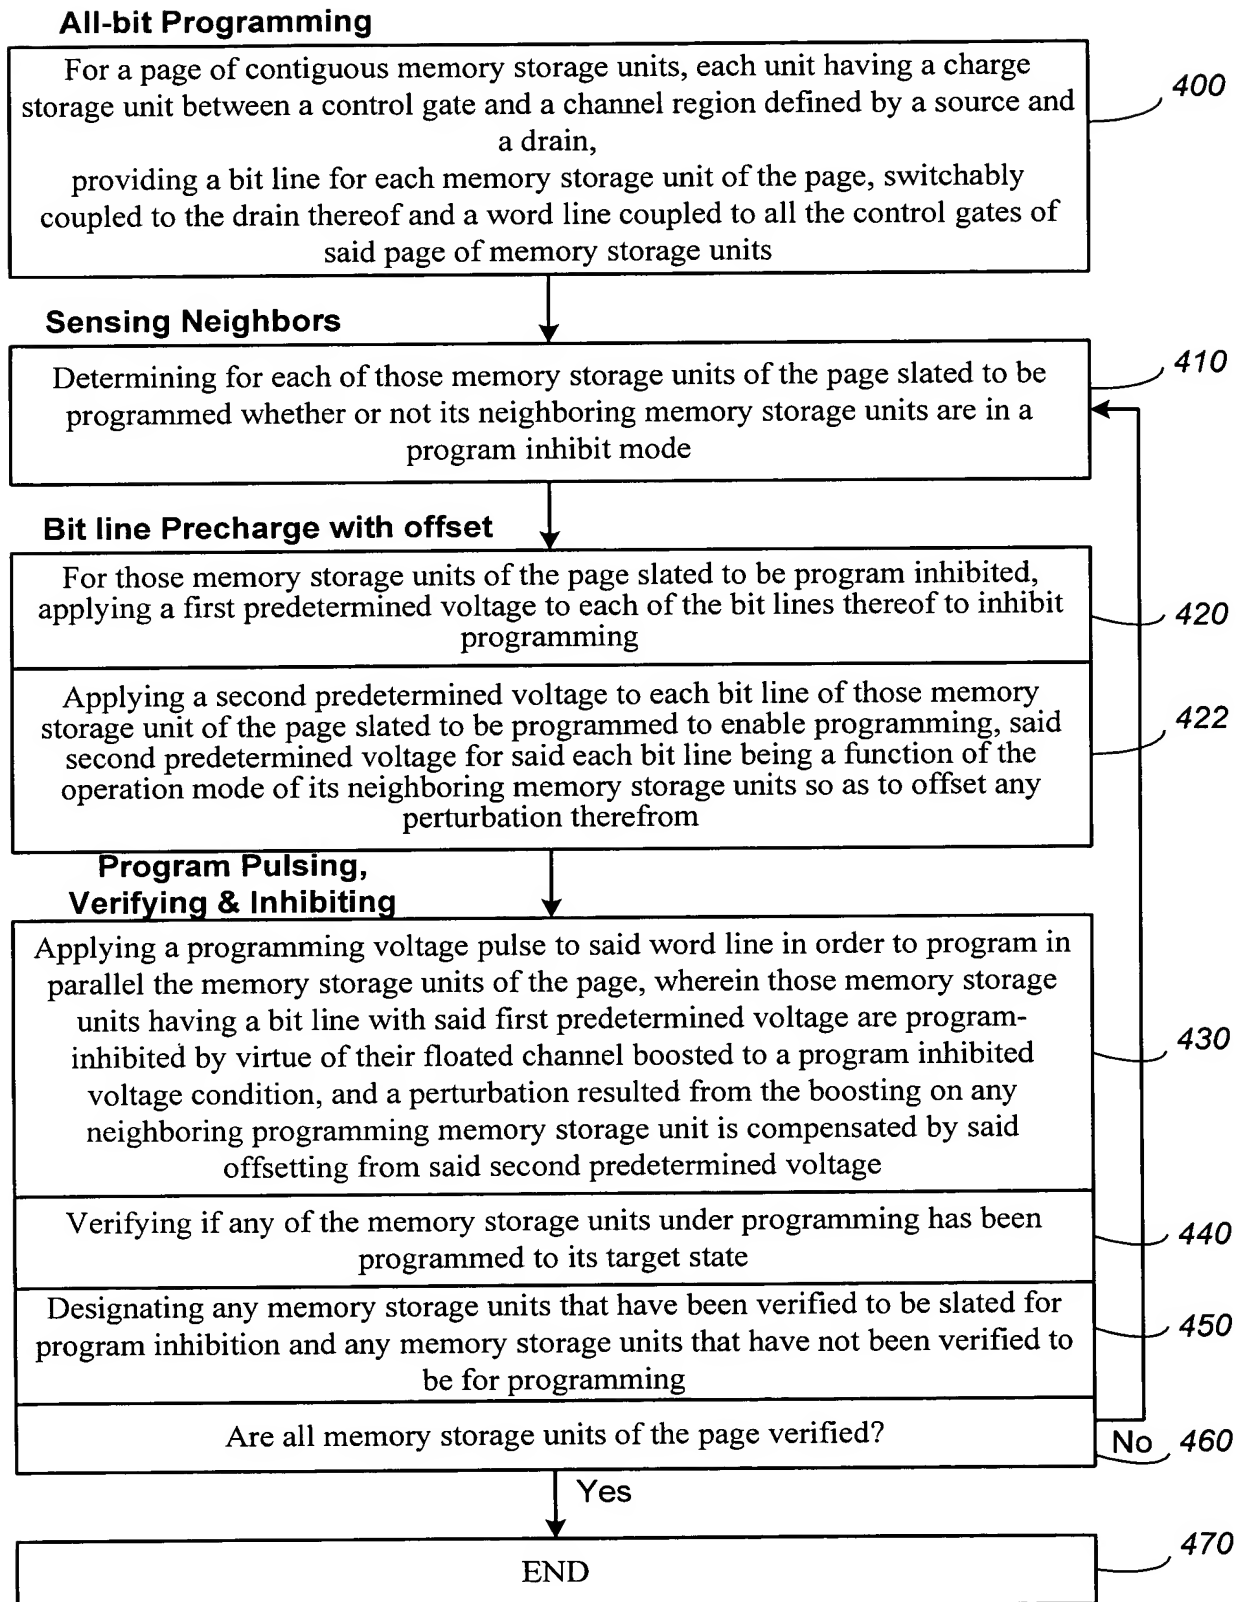 All-bit Programming
For a page of contiguous memory storage units, each unit having a charge
storage unit between a control gate and a channel region defined by a source and
a drain,
providing a bit line for each memory storage unit of the page, switchably
coupled to the drain thereof and a word line coupled to all the control gates of
said page of memory storage units
400
Sensing Neighbors
Determining for each of those memory storage units of the page slated to be
programmed whether or not its neighboring memory storage units are in a
program inhibit mode
410
Bit line Precharge with offset
For those memory storage units of the page slated to be program inhibited,
applying a first predetermined voltage to each of the bit lines thereof to inhibit
programming
420
Applying a second predetermined voltage to each bit line of those memory
storage unit of the page slated to be programmed to enable programming, said
second predetermined voltage for said each bit line being a function of the
operation mode of its neighboring memory storage units so as to offset any
perturbation therefrom
422
Program Pulsing,
Verifying & Inhibiting
Applying a programming voltage pulse to said word line in order to program in
parallel the memory storage units of the page, wherein those memory storage
units having a bit line with said first predetermined voltage are program-
inhibited by virtue of their floated channel boosted to a program inhibited
voltage condition, and a perturbation resulted from the boosting on any
neighboring programming memory storage unit is compensated by said
offsetting from said second predetermined voltage
430
Verifying if any of the memory storage units under programming has been
programmed to its target state
440
Designating any memory storage units that have been verified to be slated for
program inhibition and any memory storage units that have not been verified to
be for programming
450
Are all memory storage units of the page verified?
No
460
Yes
END
470